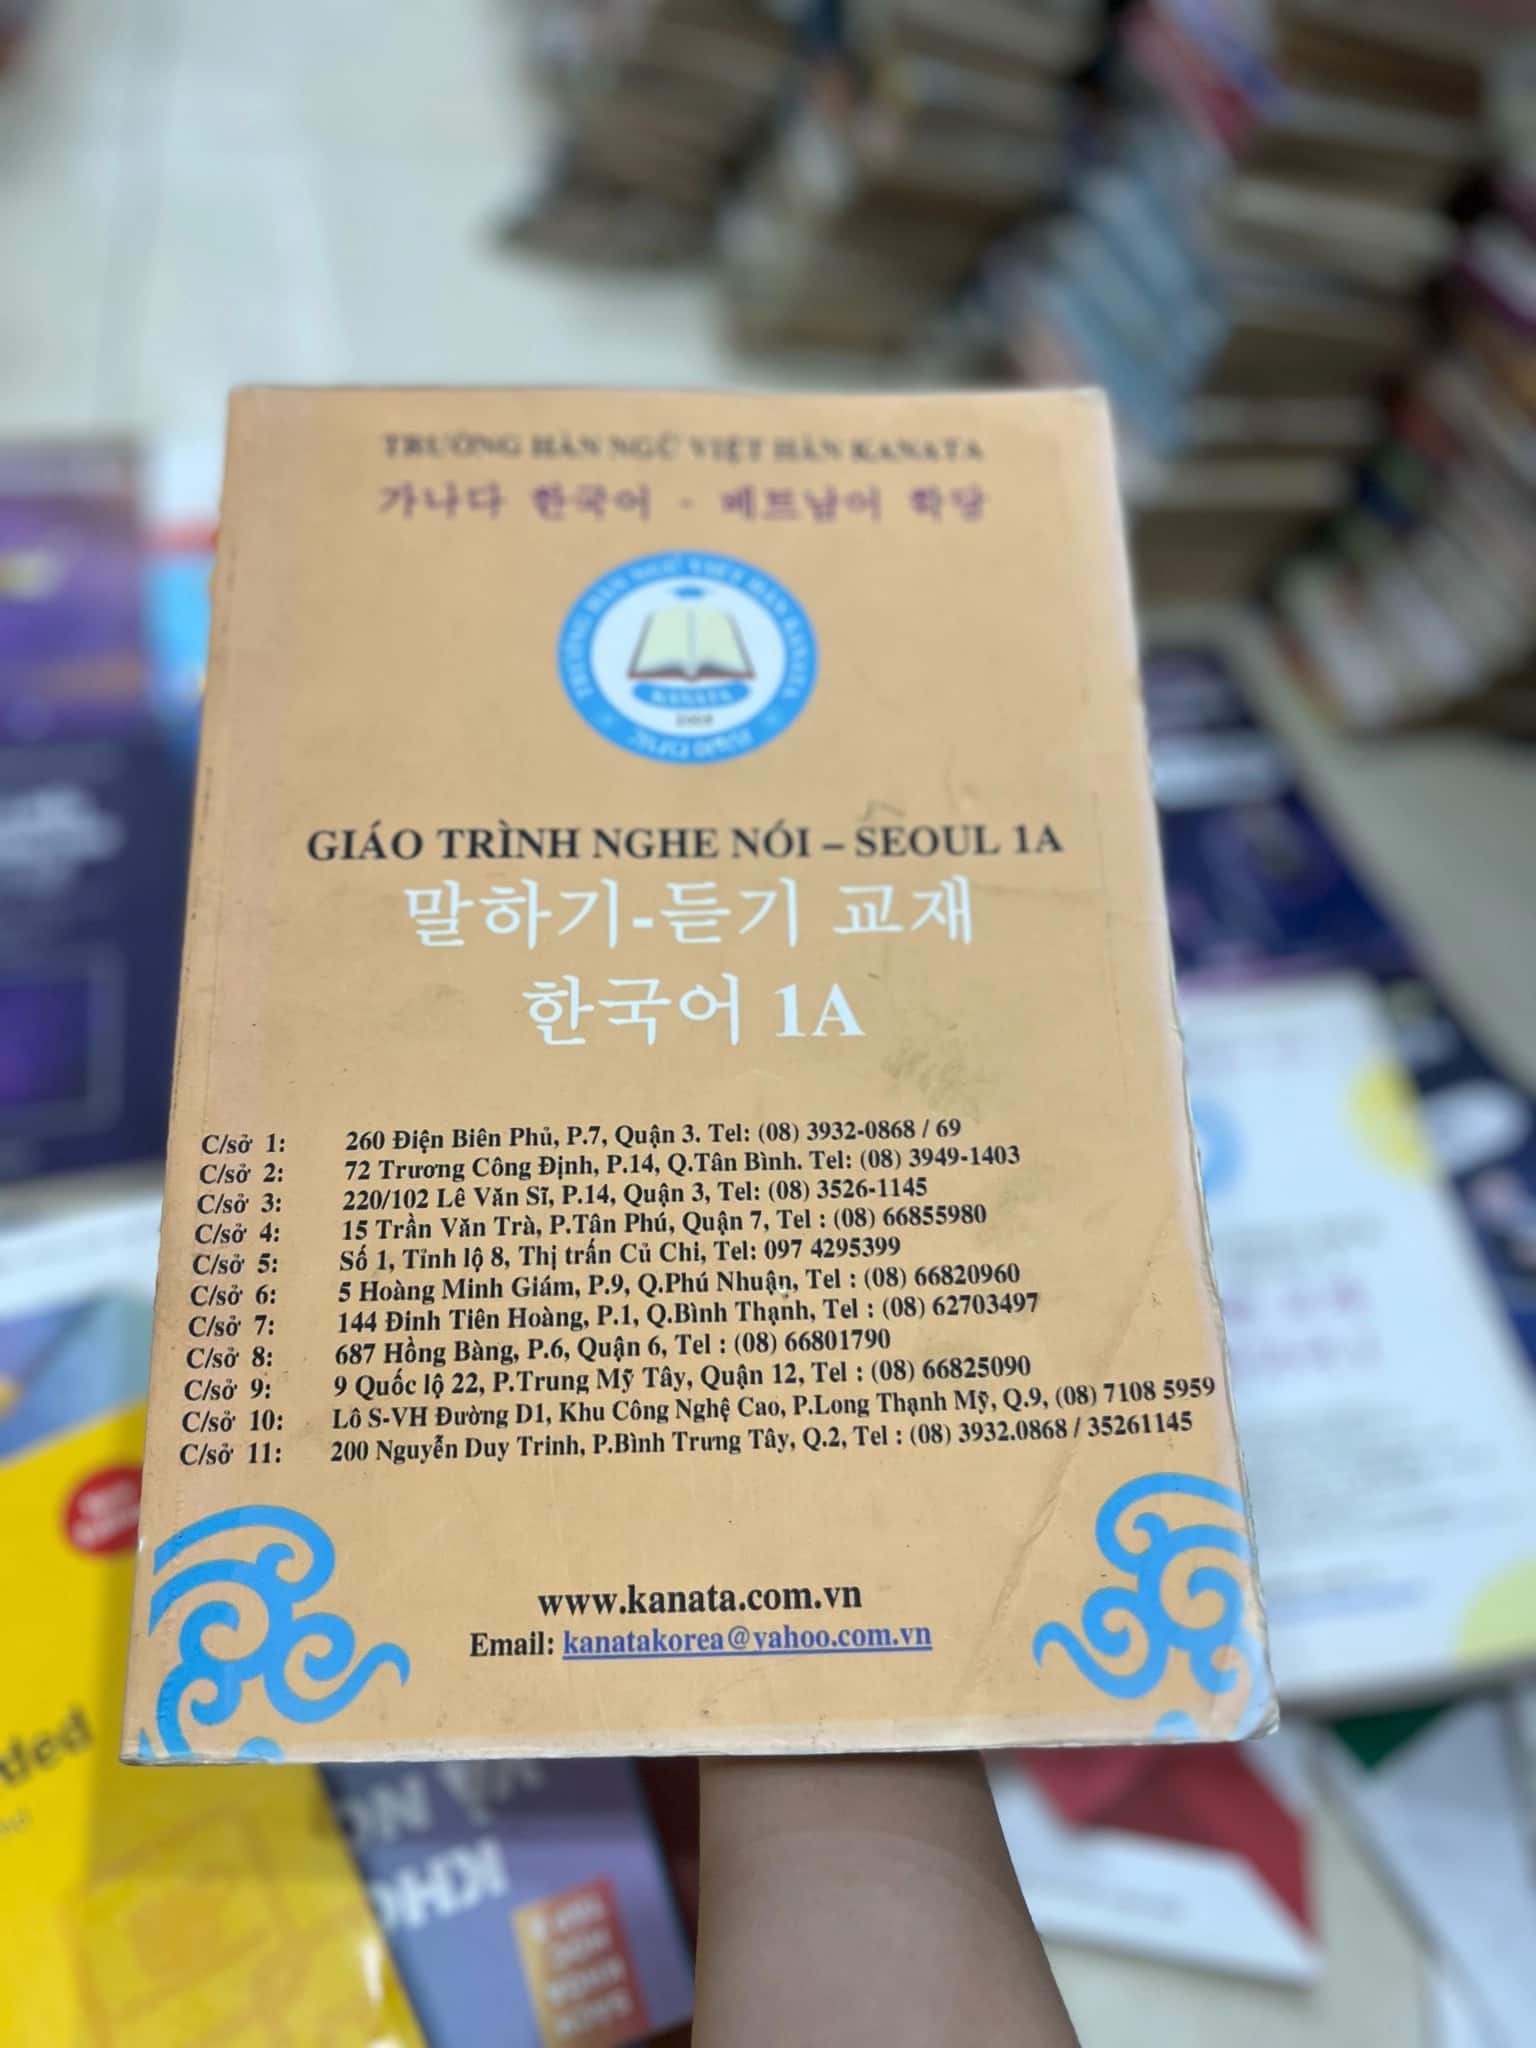 TRƯỜNG HÀN NGỮ VIỆT HÀN KANATA
가나다 한국어 - 베트남어 학당
TRƯỜNG HÀN NGỮ VIỆT HÀN KANATA
KANATA
GIÁO TRÌNH NGHE NÓI – SEOUL 1A
말하기-듣기 교재
한국어 1A
C/sở 1: 260 Điện Biên Phủ, P.7, Quận 3. Tel: (08) 3932-0868 / 69
C/sở 2: 72 Trương Công Định, P.14, Q.Tân Bình. Tel: (08) 3949-1403
C/sở 3: 220/102 Lê Văn Sĩ, P.14, Quận 3, Tel: (08) 3526-1145
C/sở 4: 15 Trần Văn Trà, P.Tân Phú, Quận 7, Tel : (08) 66855980
C/sở 5: Số 1, Tỉnh lộ 8, Thị trấn Củ Chi, Tel: 097 4295399
C/sở 6: 5 Hoàng Minh Giám, P.9, Q.Phú Nhuận, Tel : (08) 66820960
C/sở 7: 144 Đinh Tiên Hoàng, P.1, Q.Bình Thạnh, Tel : (08) 62703497
C/sở 8: 687 Hồng Bàng, P.6, Quận 6, Tel : (08) 66801790
C/sở 9: 9 Quốc lộ 22, P.Trung Mỹ Tây, Quận 12, Tel : (08) 66825090
C/sở 10: Lô S-VH Đường D1, Khu Công Nghệ Cao, P.Long Thạnh Mỹ, Q.9, (08) 7108 5959
C/sở 11: 200 Nguyễn Duy Trinh, P.Bình Trưng Tây, Q.2, Tel : (08) 3932.0868 / 35261145
www.kanata.com.vn
Email: kanatakorea@yahoo.com.vn